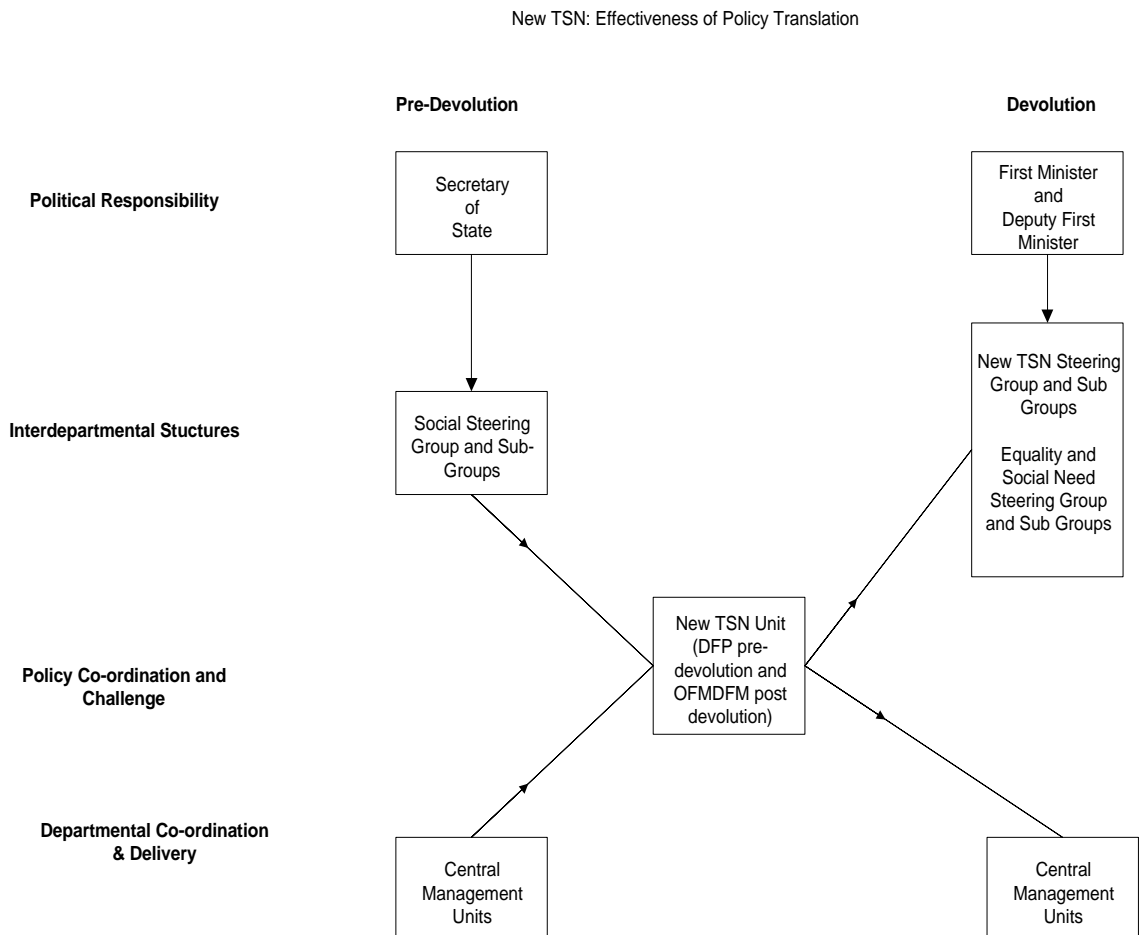 New TSN: Effectiveness of Policy Translation
Pre-Devolution
Devolution
Political Responsibility
Secretary
of
State
First Minister
and
Deputy First
Minister
Interdepartmental Stuctures
Social Steering
Group and Sub-
Groups
New TSN Steering
Group and Sub
Groups
Equality and
Social Need
Steering Group
and Sub Groups
Policy Co-ordination and
Challenge
New TSN Unit
(DFP pre-
devolution and
OFMDFM post
devolution)
Departmental Co-ordination
& Delivery
Central
Management
Units
Central
Management
Units